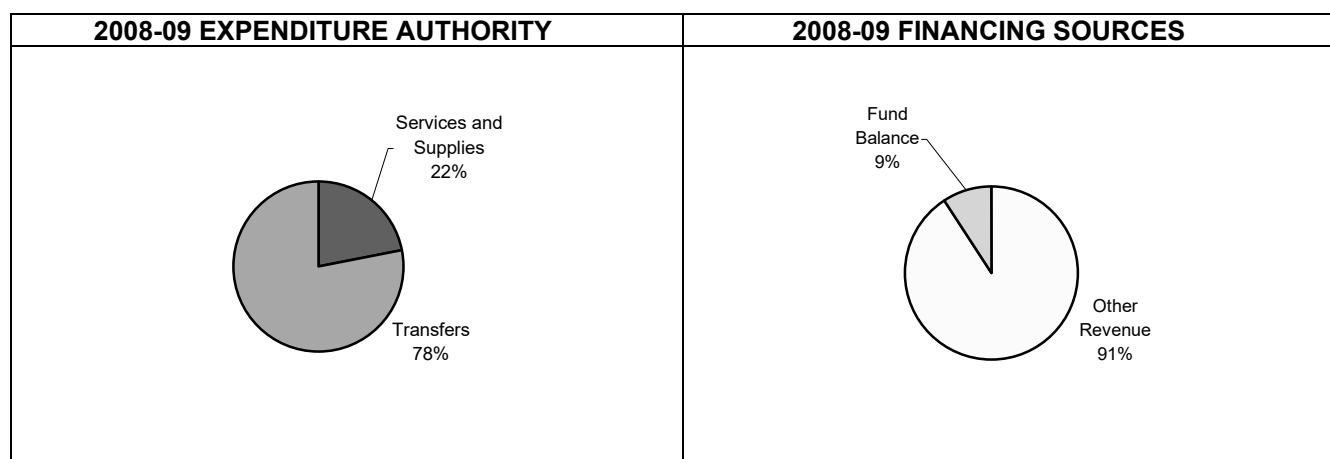 2008-09 EXPENDITURE AUTHORITY
Services and
Supplies
22%
Transfers
78%
2008-09 FINANCING SOURCES
Fund
Balance
9%
Other
Revenue
91%